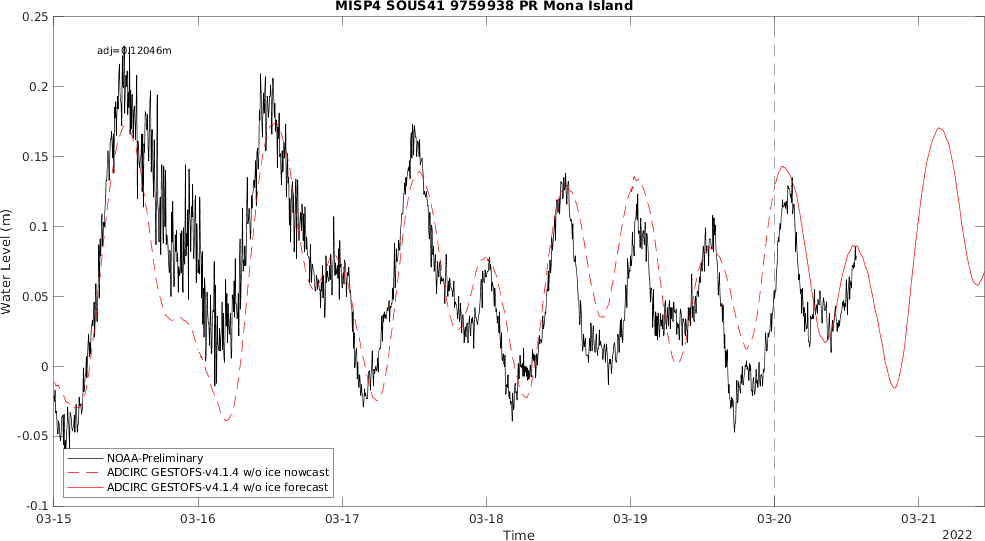 MISP4 SOUS41 9759938 PR Mona Island
0.25
adj=0.12046m
0.2
0.15
0.1
0.05
0
-0.05
-0.1
Water Level (m)
NOAA-Preliminary
ADCIRC GESTOFS-v4.1.4 w/o ice nowcast
ADCIRC GESTOFS-v4.1.4 w/o ice forecast
03-15 03-16 03-17 03-18 03-19 03-20 03-21
Time
2022